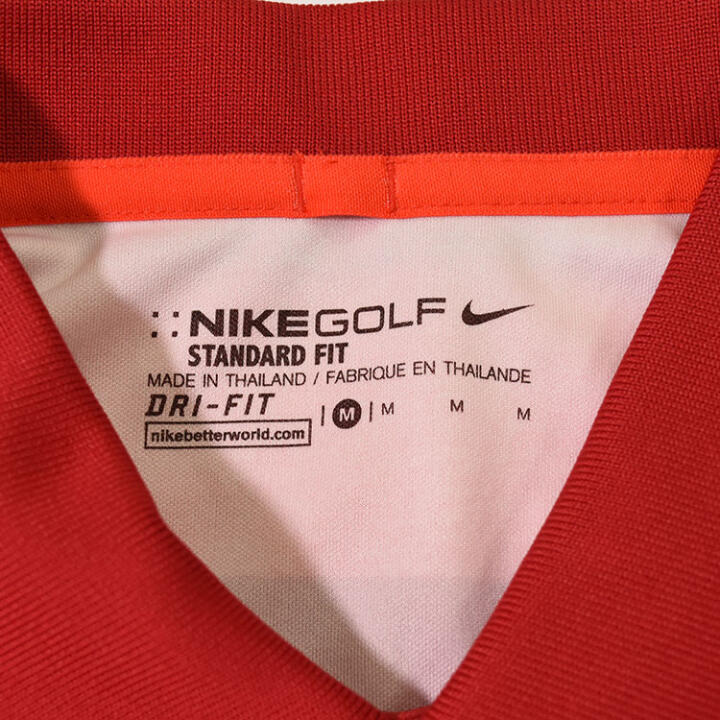 NIKEGOLF
STANDARD FIT
MADE IN THAILAND / FABRIQUE EN THAILANDE
DRI-FIT | M | M M M
nikebetterworld.com